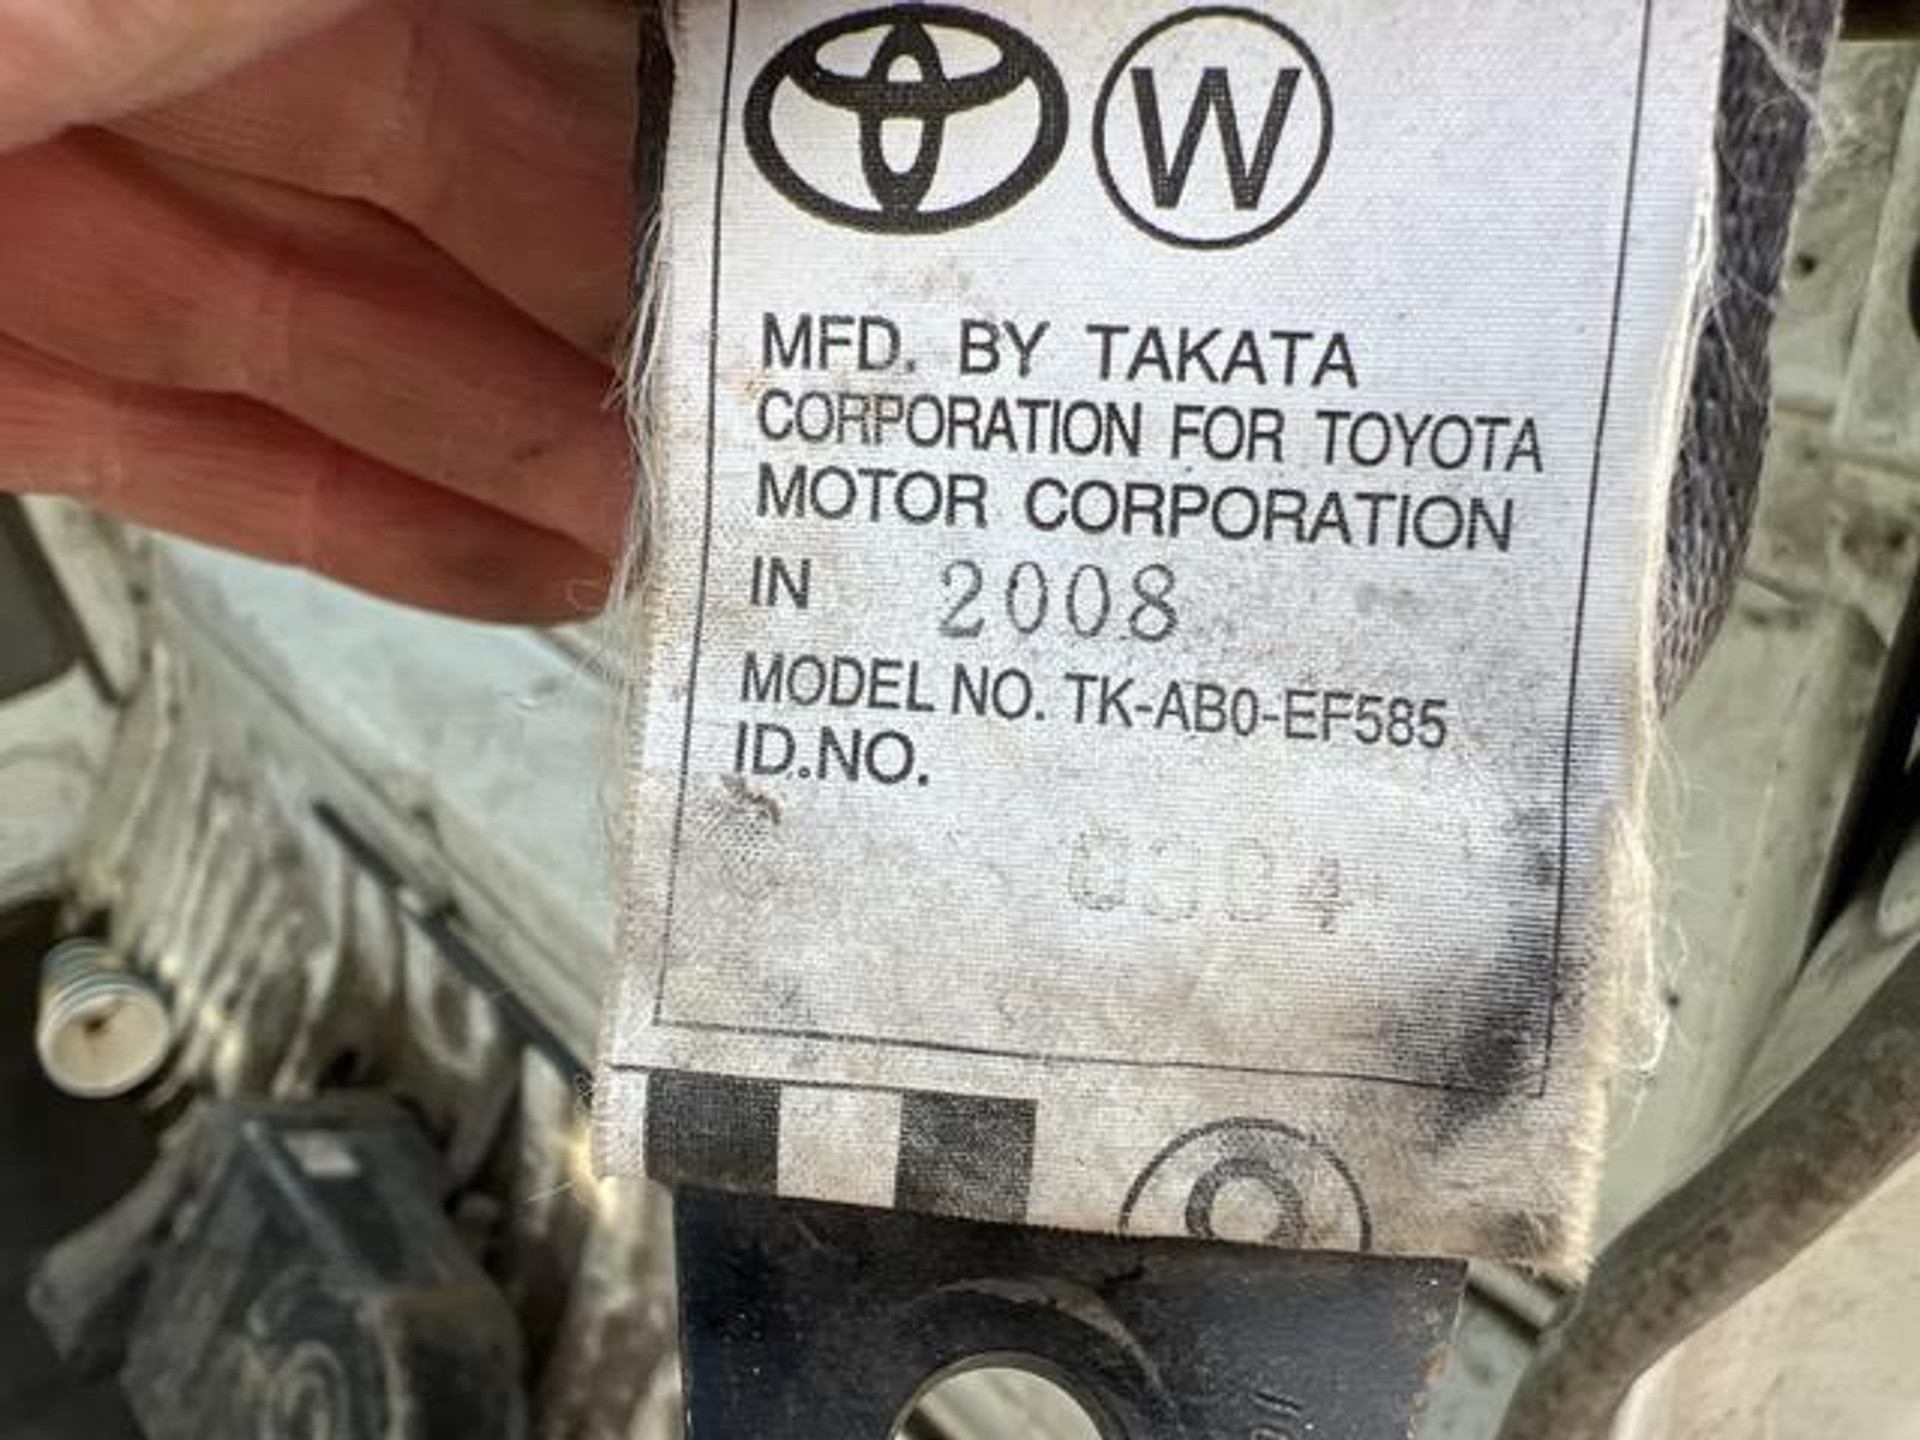 W
MFD. BY TAKATA
CORPORATION FOR TOYOTA
MOTOR CORPORATION
IN 2008
MODEL NO. TK-AB0-EF585
ID.NO.